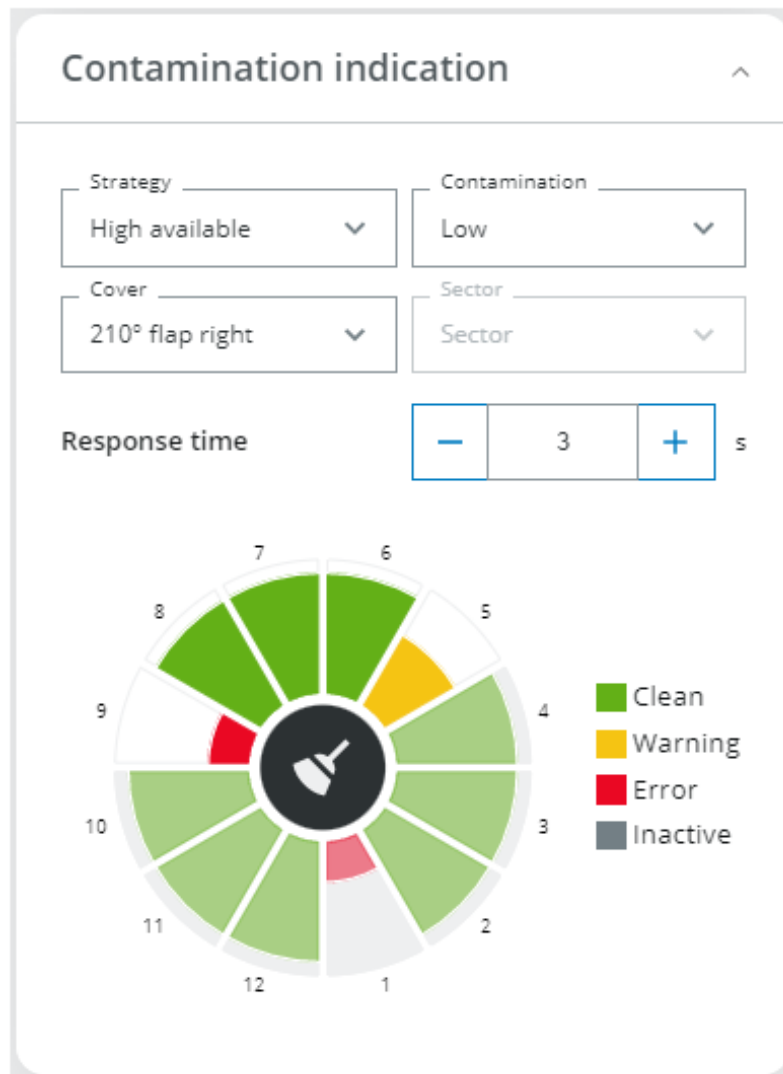 Contamination indication
Strategy
Contamination
High available
Low
Cover
Sector
210° flap right
Sector
Response time
3
s
7
6
8
5
9
4
10
3
11
2
12
1
Clean
Warning
Error
Inactive